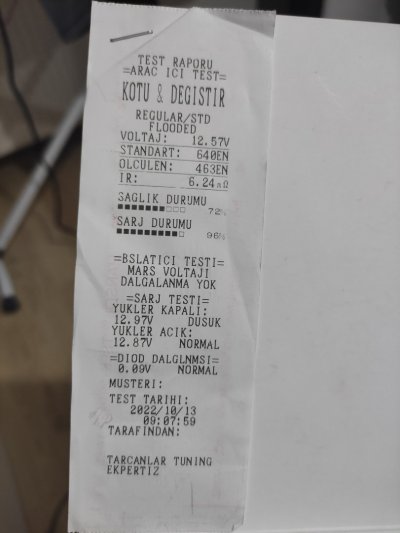 TEST RAPORU
=ARAC ICI TEST=
KOTU & DEGISTIR
REGULAR/STD
FLOODED
VOLTAJ: 12.57V
STANDART: 640EN
OLCULEN: 463EN
IR: 6.24mΩ
SAGLIK DURUMU
72%
SARJ DURUMU
96%
=BSLATICI TESTI=
MARS VOLTAJI
DALGALANMA YOK
=SARJ TESTI=
YUKLER KAPALI:
12.97V DUSUK
YUKLER ACIK:
12.87V NORMAL
=DIOD DALGLNMSI=
0.09V NORMAL
MUSTERI:
TEST TARIHI:
2022/10/13
09:07:59
TARAFINDAN:
TARCANLAR TUNING
EKPERTIZ